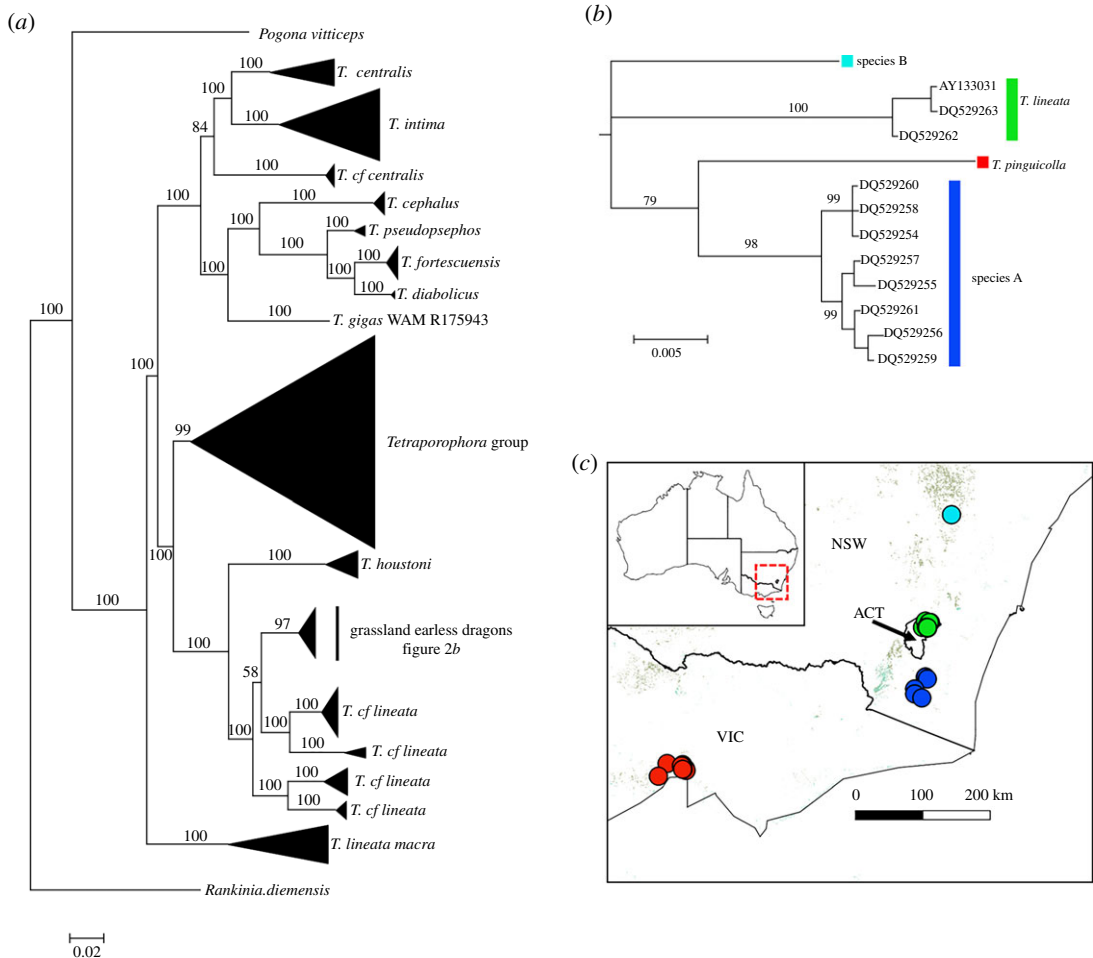 (a)
Pogona vitticeps
100
T. centralis
100
T. intima
84
100
T. cf centralis
100
100
T. cephalus
100
100
T. pseudopsephos
100
100
T. fortescuensis
100
100
T. diabolicus
100
100
T. gigas WAM R175943
100
100
99
Tetraporophora group
100
100
T. houstoni
97
grassland earless dragons
figure 2b
100
58
100
T. cf lineata
100
100
T. cf lineata
100
100
T. cf lineata
100
T. cf lineata
100
T. lineata macra
100
Rankinia.diemensis
0.02
(b)
species B
AY133031
100
DQ529263
T. lineata
DQ529262
T. pinguicolla
79
DQ529260
99
DQ529258
DQ529254
98
DQ529257
DQ529255
species A
99
DQ529261
DQ529256
DQ529259
0.005
(c)
NSW
ACT
VIC
0 100 200 km